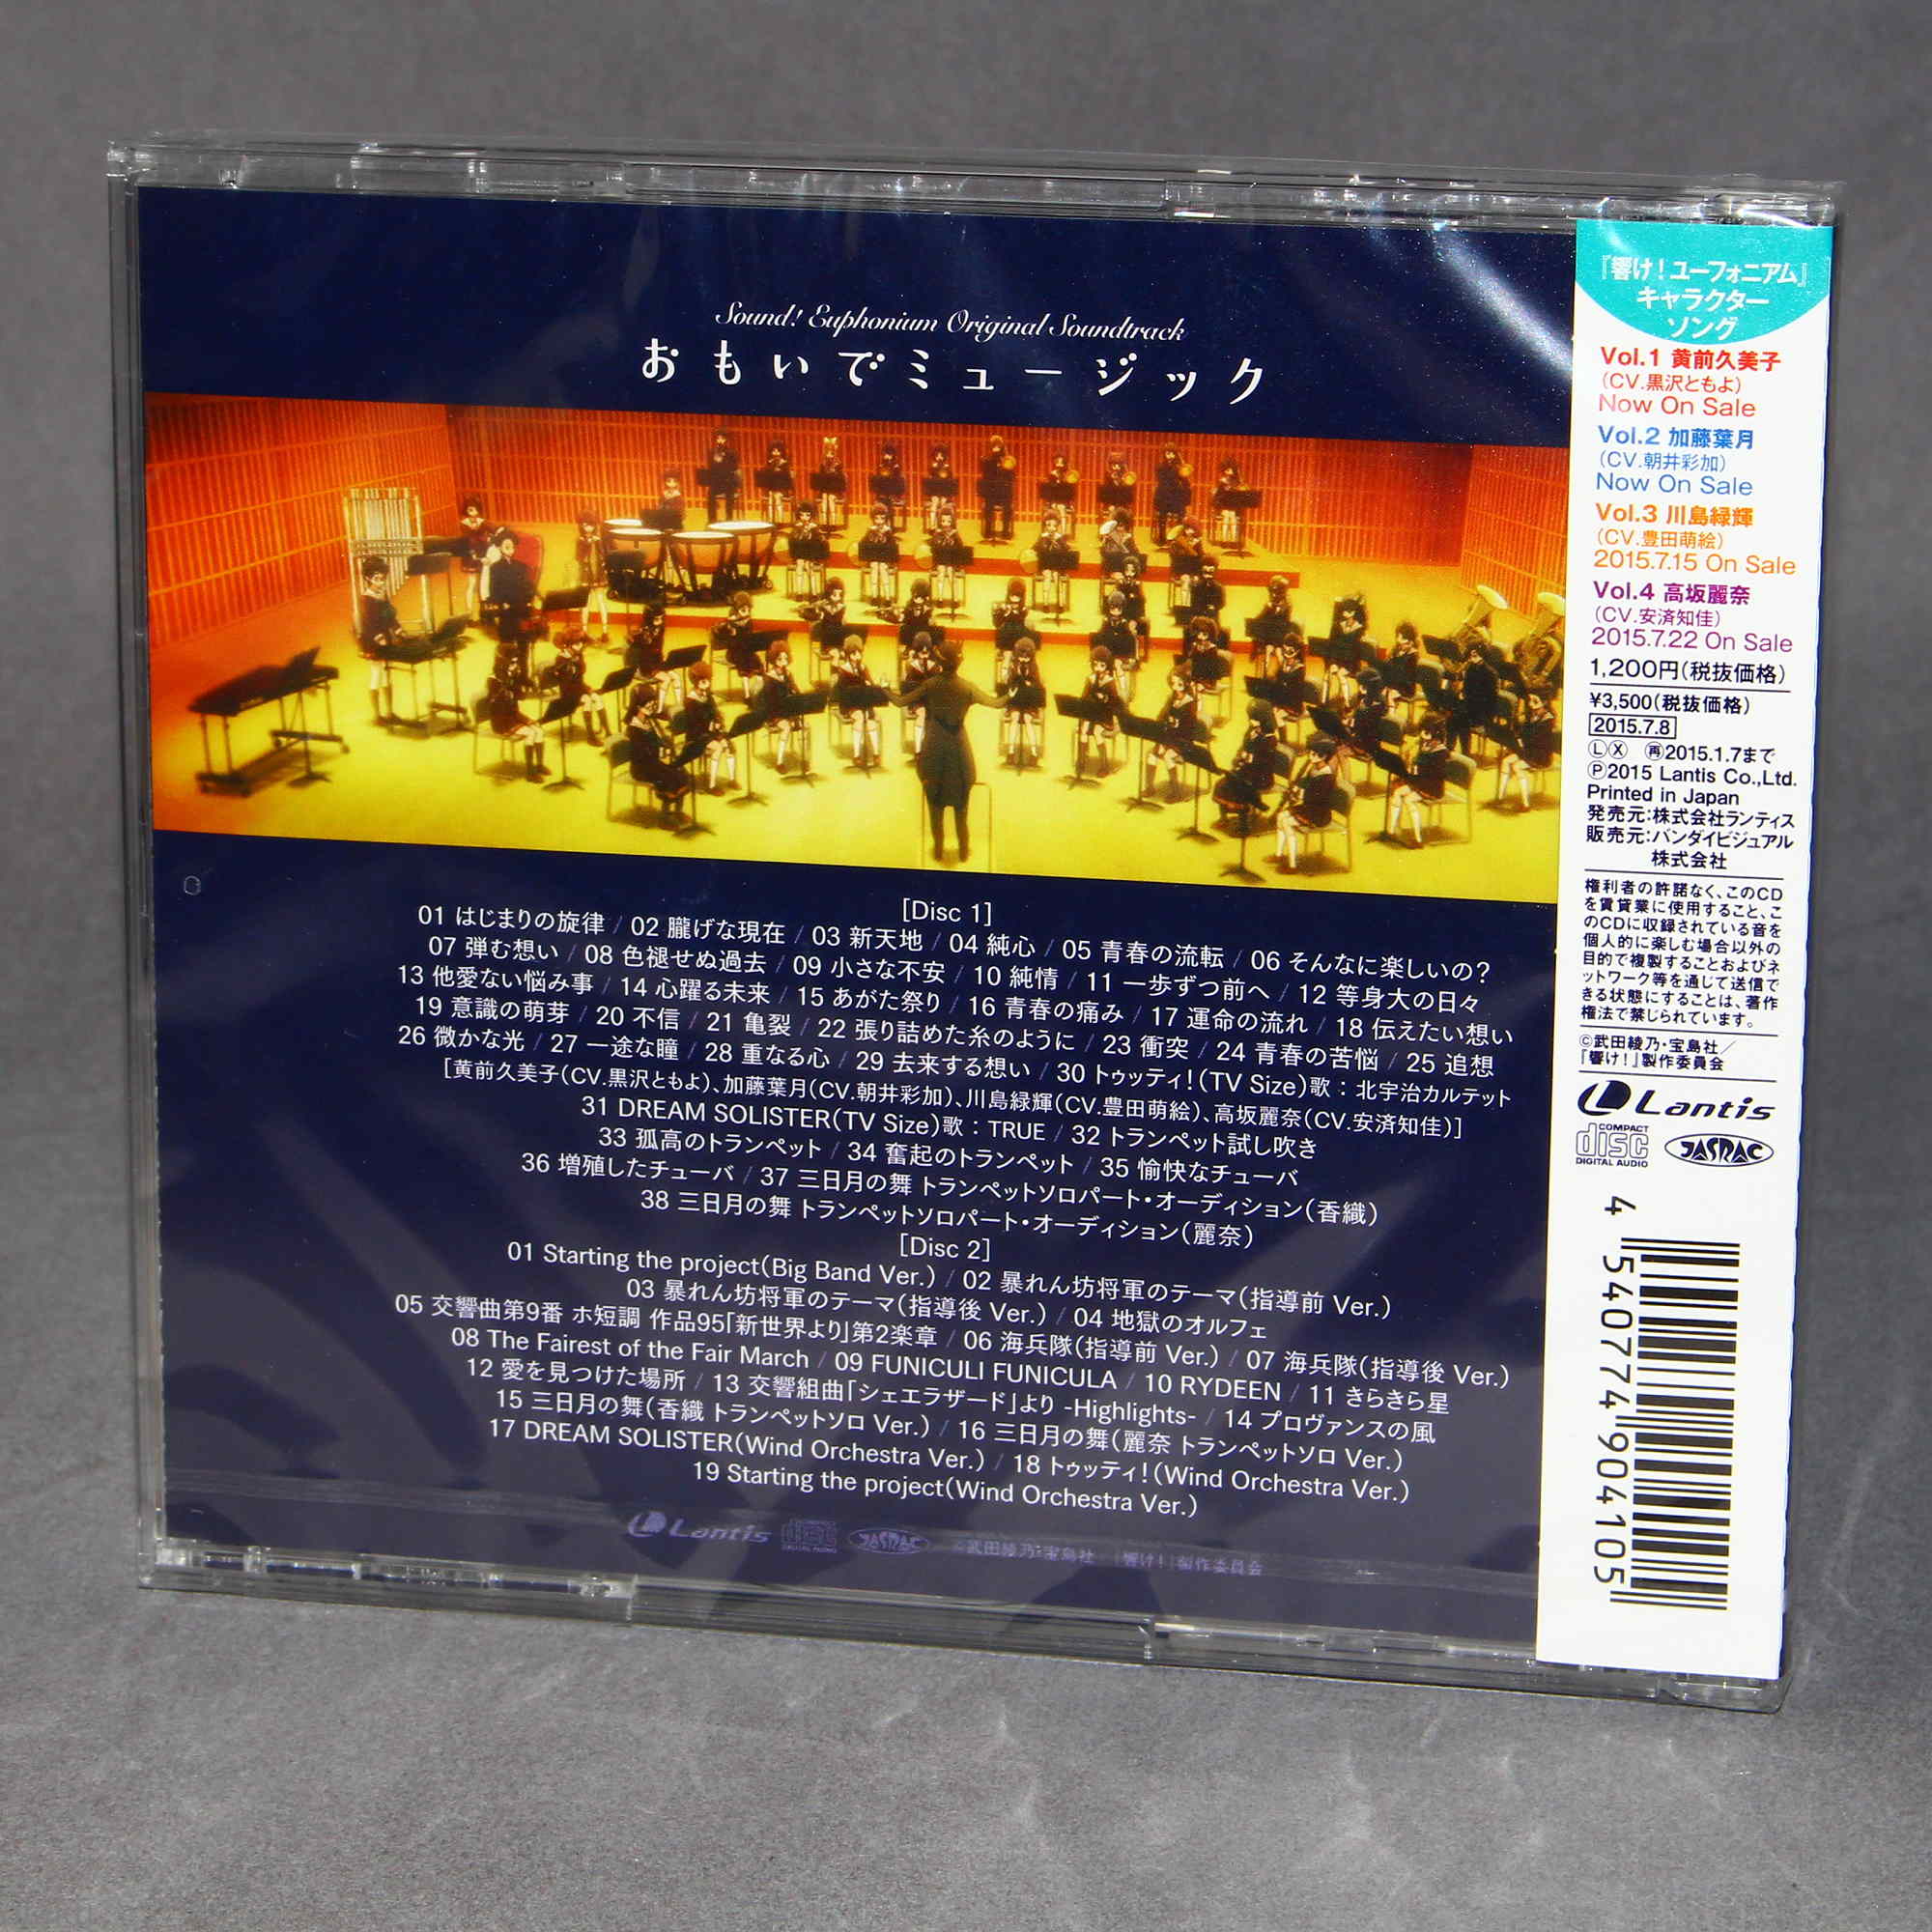 Sound! Euphonium Original Soundtrack
おもいでミュージック
[Disc 1]
01 はじまりの旋律 / 02 朧げな現在 / 03 新天地 / 04 純心 / 05 青春の流転 / 06 そんなに楽しいの?
07 弾む想い / 08 色褪せぬ過去 / 09 小さな不安 / 10 純情 / 11 一歩ずつ前へ / 12 等身大の日々
13 他愛ない悩み事 / 14 心躍る未来 / 15 あがた祭り / 16 青春の痛み / 17 運命の流れ / 18 伝えたい想い
19 意識の萌芽 / 20 不信 / 21 亀裂 / 22 張り詰めた糸のように / 23 衝突 / 24 青春の苦悩 / 25 追想
26 微かな光 / 27 一途な瞳 / 28 重なる心 / 29 去来する想い / 30 トゥッティ!(TV Size)歌:北宇治カルテット
[黄前久美子(CV.黒沢ともよ)、加藤葉月(CV.朝井彩加)、川島緑輝(CV.豊田萌絵)、高坂麗奈(CV.安済知佳)]
31 DREAM SOLISTER(TV Size)歌:TRUE / 32 トランペット試し吹き
33 孤高のトランペット / 34 奮起のトランペット / 35 愉快なチューバ
36 増殖したチューバ / 37 三日月の舞 トランペットソロパート・オーディション(香織)
38 三日月の舞 トランペットソロパート・オーディション(麗奈)
[Disc 2]
01 Starting the project(Big Band Ver.) / 02 暴れん坊将軍のテーマ(指導前 Ver.)
03 暴れん坊将軍のテーマ(指導後 Ver.) / 04 地獄のオルフェ
05 交響曲第9番 ホ短調 作品95「新世界より」第2楽章 / 06 海兵隊(指導前 Ver.) / 07 海兵隊(指導後 Ver.)
08 The Fairest of the Fair March / 09 FUNICULI FUNICULA / 10 RYDEEN / 11 きらきら星
12 愛を見つけた場所 / 13 交響組曲「シェエラザード」より -Highlights- / 14 プロヴァンスの風
15 三日月の舞(香織 トランペットソロ Ver.) / 16 三日月の舞(麗奈 トランペットソロ Ver.)
17 DREAM SOLISTER(Wind Orchestra Ver.) / 18 トゥッティ!(Wind Orchestra Ver.)
19 Starting the project(Wind Orchestra Ver.)
Lantis COMPACT disc DIGITAL AUDIO JASRAC ©武田綾乃・宝島社/「響け!」製作委員会
『響け!ユーフォニアム』
キャラクター
ソング
Vol.1 黄前久美子
(CV.黒沢ともよ)
Now On Sale
Vol.2 加藤葉月
(CV.朝井彩加)
Now On Sale
Vol.3 川島緑輝
(CV.豊田萌絵)
2015.7.15 On Sale
Vol.4 高坂麗奈
(CV.安済知佳)
2015.7.22 On Sale
1,200円(税抜価格)
¥3,500(税抜価格)
2015.7.8
Ⓛ Ⓧ ㊢2015.1.7まで
Ⓟ2015 Lantis Co.,Ltd.
Printed in Japan
発売元:株式会社ランティス
販売元:バンダイビジュアル
株式会社
権利者の許諾なく、このCD
を賃貸業に使用すること、こ
のCDに収録されている音を
個人的に楽しむ場合以外の
目的で複製することおよびネ
ットワーク等を通じて送信で
きる状態にすることは、著作
権法で禁じられています。
©武田綾乃・宝島社/
『響け!』製作委員会
Lantis
COMPACT disc DIGITAL AUDIO JASRAC
4 540774 904105